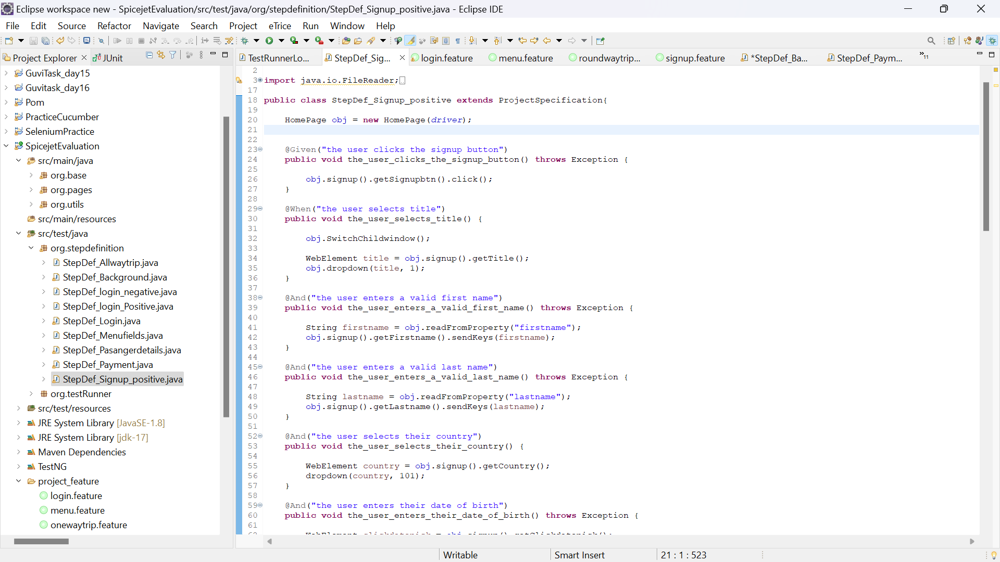 Eclipse workspace new - SpicejetEvaluation/src/test/java/org/stepdefinition/StepDef_Signup_positive.java - Eclipse IDE
File Edit Source Refactor Navigate Search Project eTrice Run Window Help
Project Explorer JUnit
TestRunnerLo... StepDef_Sig... login.feature menu.feature roundwaytrip... signup.feature *StepDef_Ba... StepDef_Paym... »11
GuviTask_day15
Guvitask_day16
Pom
PracticeCucumber
SeleniumPractice
SpicejetEvaluation
src/main/java
org.base
org.pages
org.utils
src/main/resources
src/test/java
org.stepdefinition
StepDef_Allwaytrip.java
StepDef_Background.java
StepDef_login_negative.java
StepDef_login_Positive.java
StepDef_Login.java
StepDef_Menufields.java
StepDef_Pasangerdetails.java
StepDef_Payment.java
StepDef_Signup_positive.java
org.testRunner
src/test/resources
JRE System Library [JavaSE-1.8]
JRE System Library [jdk-17]
Maven Dependencies
TestNG
project_feature
login.feature
menu.feature
onewaytrip.feature
2
3 import java.io.FileReader;
17
18 public class StepDef_Signup_positive extends ProjectSpecification{
19
20 HomePage obj = new HomePage(driver);
21
22
23 @Given("the user clicks the signup button")
24 public void the_user_clicks_the_signup_button() throws Exception {
25
26 obj.signup().getSignupbtn().click();
27 }
28
29 @When("the user selects title")
30 public void the_user_selects_title() {
31
32 obj.SwitchChildwindow();
33
34 WebElement title = obj.signup().getTitle();
35 obj.dropdown(title, 1);
36 }
37
38 @And("the user enters a valid first name")
39 public void the_user_enters_a_valid_first_name() throws Exception {
40
41 String firstname = obj.readFromProperty("firstname");
42 obj.signup().getFirstname().sendKeys(firstname);
43 }
44
45 @And("the user enters a valid last name")
46 public void the_user_enters_a_valid_last_name() throws Exception {
47
48 String lastname = obj.readFromProperty("lastname");
49 obj.signup().getLastname().sendKeys(lastname);
50 }
51
52 @And("the user selects their country")
53 public void the_user_selects_their_country() {
54
55 WebElement country = obj.signup().getCountry();
56 dropdown(country, 101);
57 }
58
59 @And("the user enters their date of birth")
60 public void the_user_enters_their_date_of_birth() throws Exception {
61
Writable Smart Insert 21 : 1 : 523